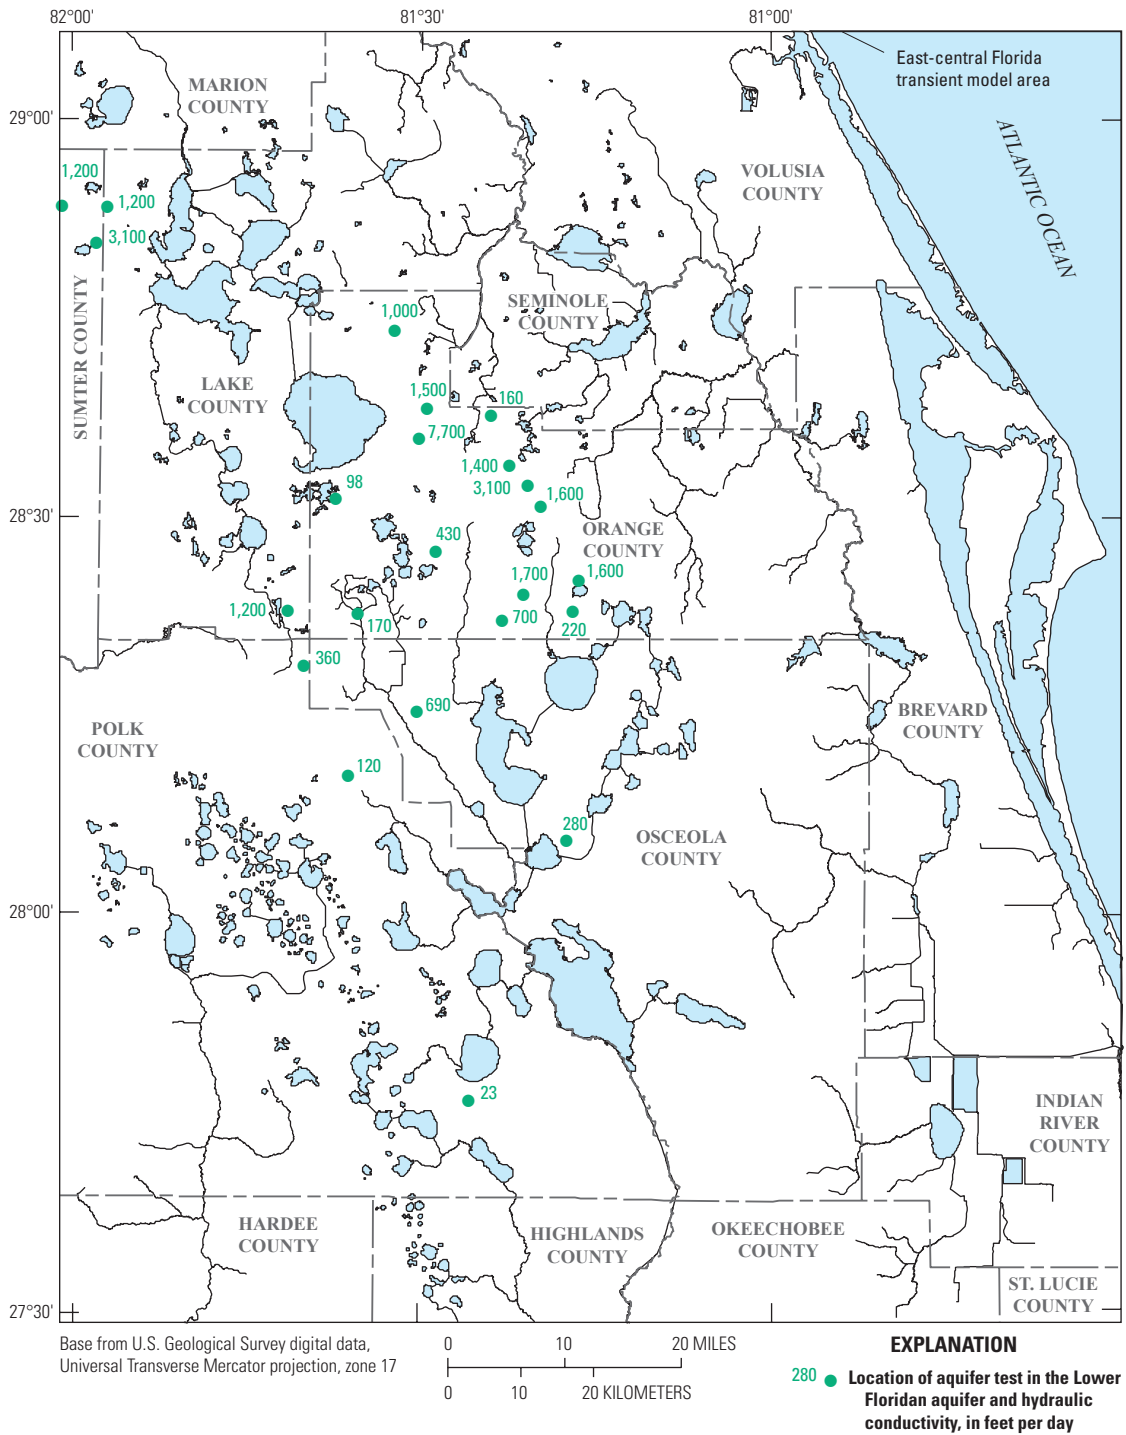 82°00'
81°30'
81°00'
East-central Florida
transient model area
MARION
COUNTY
29°00'
ATLANTIC OCEAN
VOLUSIA
COUNTY
1,200
1,200
3,100
SUMTER COUNTY
SEMINOLE
COUNTY
1,000
LAKE
COUNTY
1,500
160
7,700
1,400
3,100
98
1,600
28°30'
ORANGE
COUNTY
430
1,700
1,600
1,200
170
700
220
360
690
BREVARD
COUNTY
POLK
COUNTY
120
280
OSCEOLA
COUNTY
28°00'
23
INDIAN
RIVER
COUNTY
HARDEE
COUNTY
HIGHLANDS
COUNTY
OKEECHOBEE
COUNTY
ST. LUCIE
COUNTY
27°30'
Base from U.S. Geological Survey digital data,
Universal Transverse Mercator projection, zone 17
0 10 20 MILES
0 10 20 KILOMETERS
EXPLANATION
280 Location of aquifer test in the Lower
Floridan aquifer and hydraulic
conductivity, in feet per day